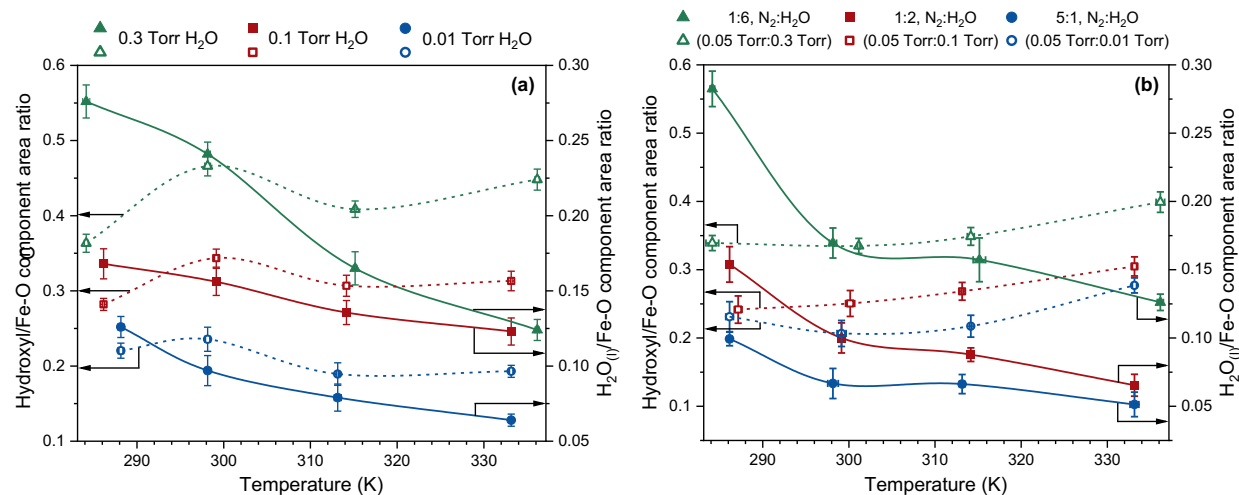 0.3 Torr H₂O 0.1 Torr H₂O 0.01 Torr H₂O
(a)
Hydroxyl/Fe-O component area ratio
0.6
0.5
0.4
0.3
0.2
0.1
0.30
0.25
0.20
0.15
0.10
0.05
H₂O₍ₗ₎/Fe-O component area ratio
290 300 310 320 330
Temperature (K)
1:6, N₂:H₂O 1:2, N₂:H₂O 5:1, N₂:H₂O
(0.05 Torr:0.3 Torr) (0.05 Torr:0.1 Torr) (0.05 Torr:0.01 Torr)
(b)
Hydroxyl/Fe-O component area ratio
0.6
0.5
0.4
0.3
0.2
0.1
0.30
0.25
0.20
0.15
0.10
0.05
H₂O₍ₗ₎/Fe-O component area ratio
290 300 310 320 330
Temperature (K)